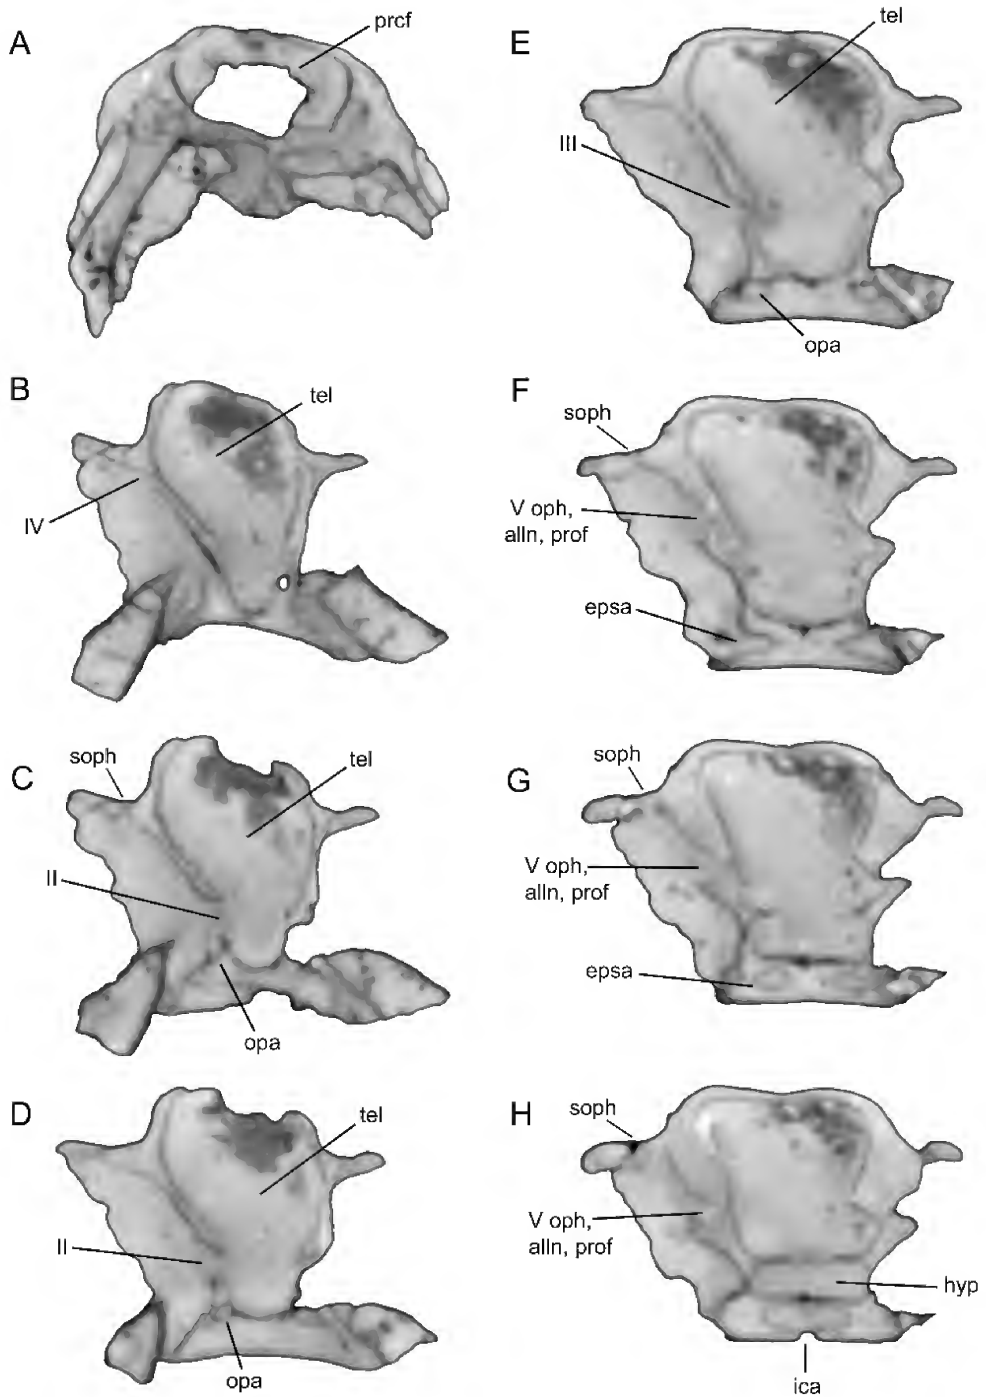 A
prcf
B
tel
IV
C
soph
tel
II
opa
D
tel
II
opa
E
tel
III
opa
F
soph
V oph,
alln, prof
epsa
G
soph
V oph,
alln, prof
epsa
H
soph
V oph,
alln, prof
hyp
ica